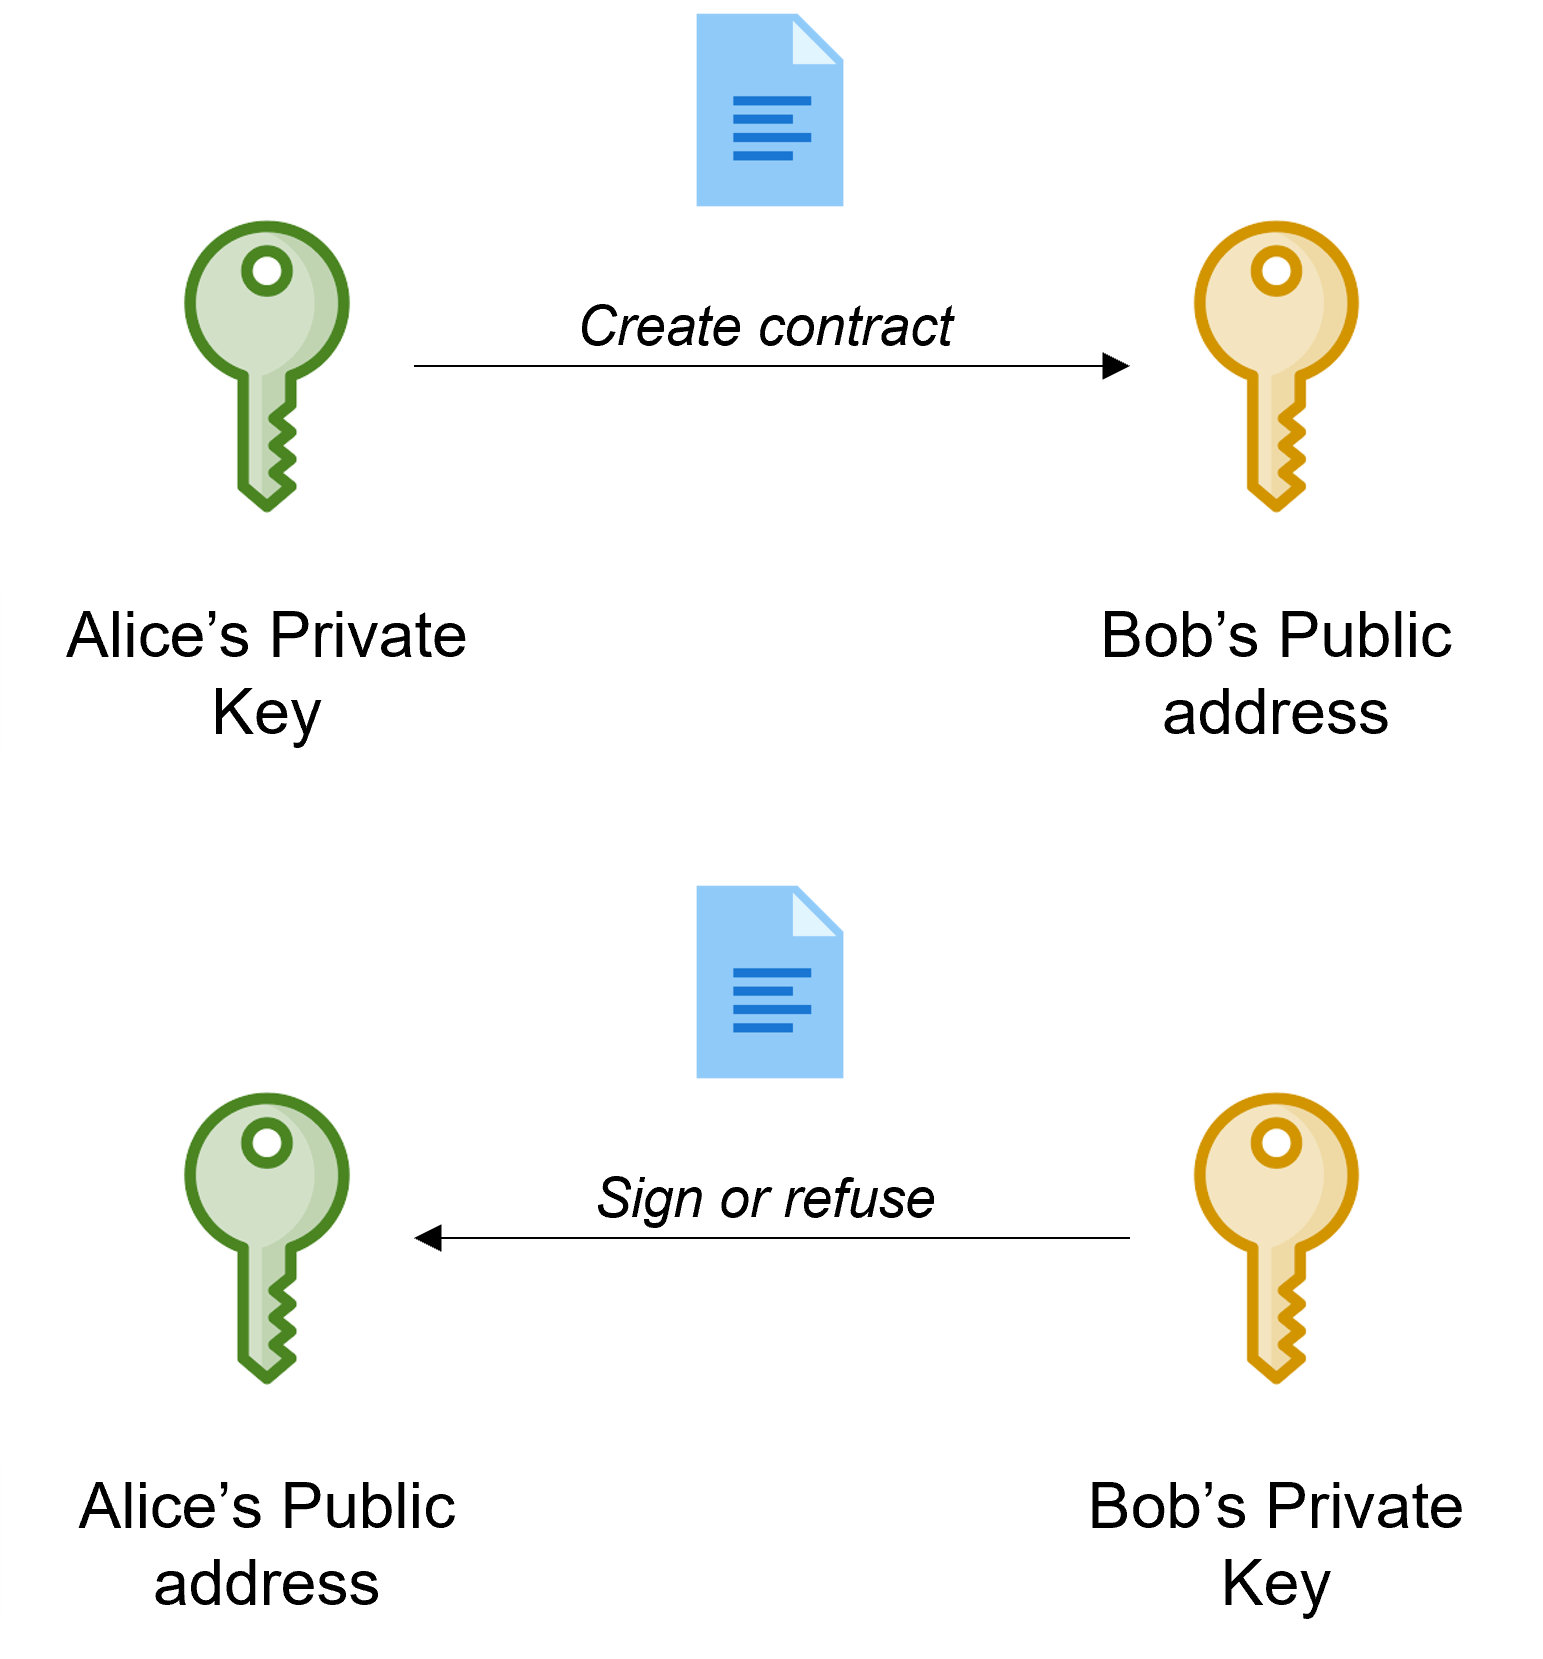 Create contract
Alice’s Private
Key
Bob’s Public
address
Sign or refuse
Alice’s Public
address
Bob’s Private
Key